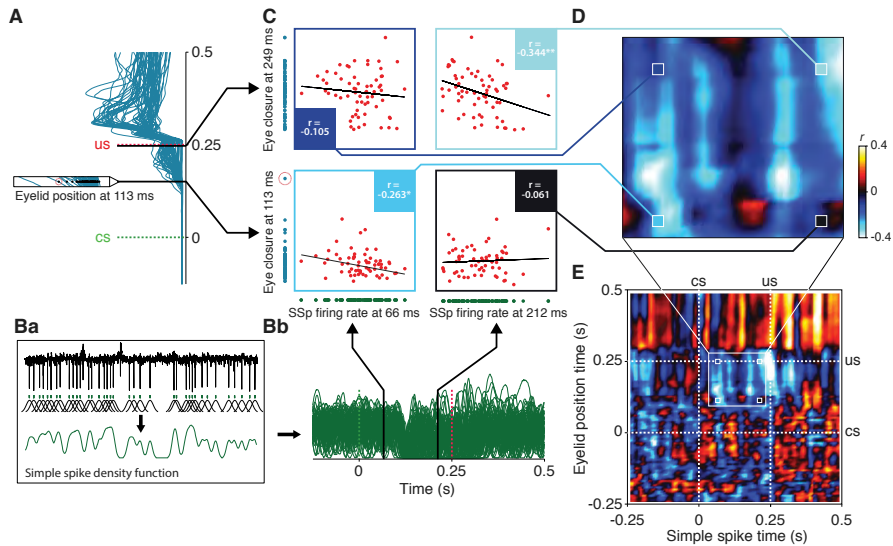 A
0.5
us
0.25
Eyelid position at 113 ms
cs
0
C
Eye closure at 249 ms
r =
-0.105
r =
-0.344**
Eye closure at 113 ms
r =
-0.263*
r =
-0.061
SSp firing rate at 66 ms
SSp firing rate at 212 ms
D
r
0.4
0
-0.4
Ba
Simple spike density function
Bb
0
0.25
0.5
Time (s)
E
cs
us
Eyelid position time (s)
0.5
0.25
0
-0.25
us
cs
-0.25
0
0.25
0.5
Simple spike time (s)